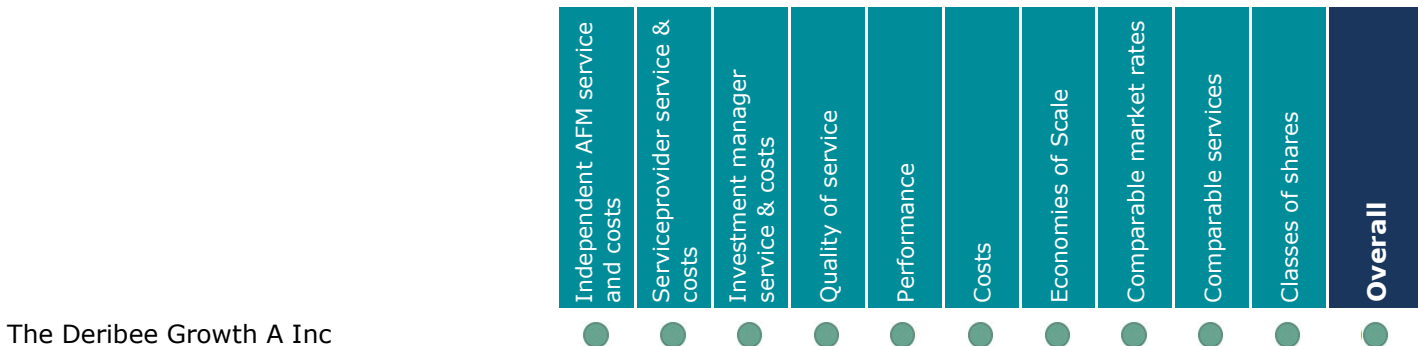 Independent AFM service
and costs
Serviceprovider service &
costs
Investment manager
service & costs
Quality of service
Performance
Costs
Economies of Scale
Comparable market rates
Comparable services
Classes of shares
Overall
The Deribee Growth A Inc